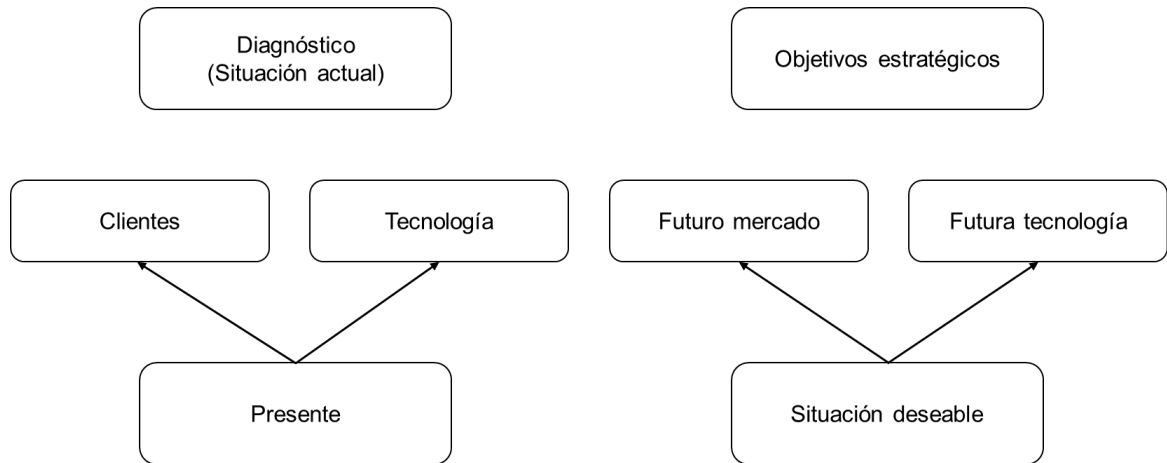 Diagnóstico
(Situación actual)
Objetivos estratégicos
Clientes
Tecnología
Futuro mercado
Futura tecnología
Presente
Situación deseable